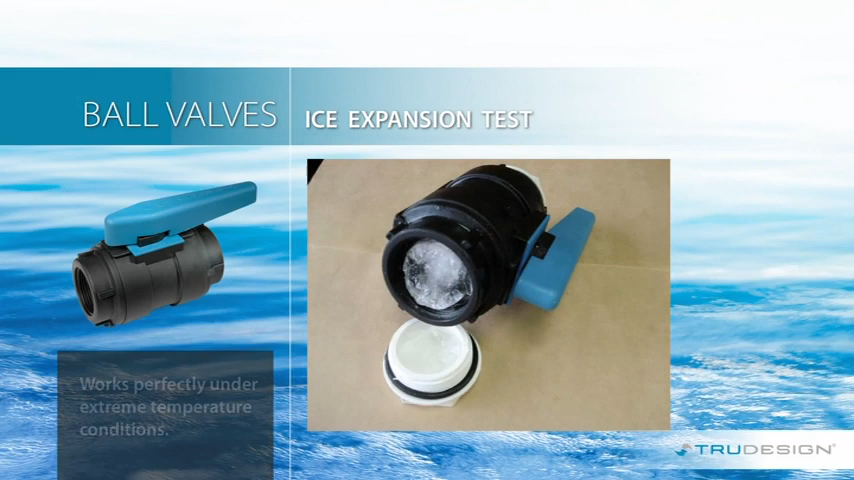 BALL VALVES
ICE EXPANSION TEST
Works perfectly under
extreme temperature
conditions.
TRUDESIGN®